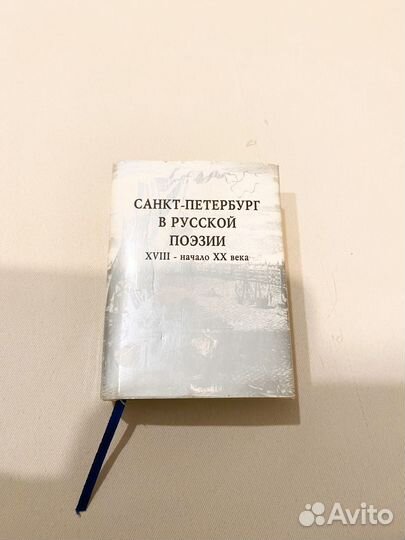 САНКТ-ПЕТЕРБУРГ
В РУССКОЙ
ПОЭЗИИ
XVIII - начало XX века
Avito